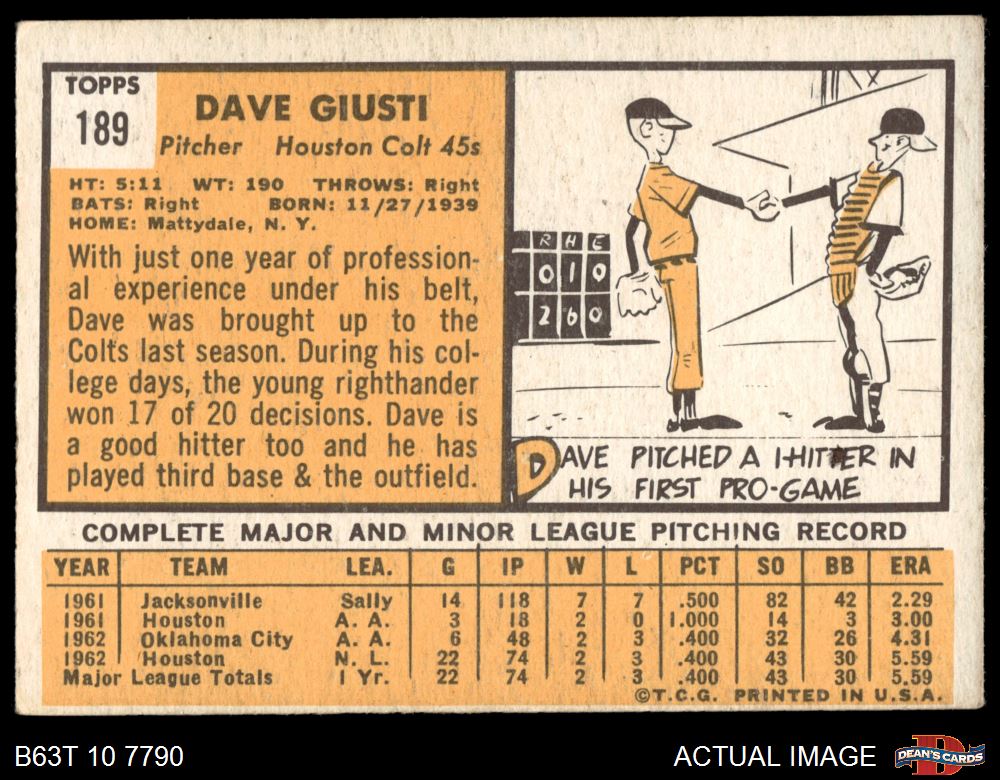 TOPPS
189
DAVE GIUSTI
Pitcher Houston Colt 45s
HT: 5:11 WT: 190 THROWS: Right
BATS: Right BORN: 11/27/1939
HOME: Mattydale, N. Y.
With just one year of profession-
al experience under his belt,
Dave was brought up to the
Colts last season. During his col-
lege days, the young righthander
won 17 of 20 decisions. Dave is
a good hitter too and he has
played third base & the outfield.
R H E
0 1 0
2 6 0
DAVE PITCHED A 1-HITTER IN
HIS FIRST PRO-GAME
COMPLETE MAJOR AND MINOR LEAGUE PITCHING RECORD
YEAR TEAM LEA. G IP W L PCT SO BB ERA
1961 Jacksonville Sally 14 118 7 7 .500 82 42 2.29
1961 Houston A. A. 3 18 2 0 1.000 14 3 3.00
1962 Oklahoma City A. A. 6 48 2 3 .400 32 26 4.31
1962 Houston N. L. 22 74 2 3 .400 43 30 5.59
Major League Totals 1 Yr. 22 74 2 3 .400 43 30 5.59
©T.C.G. PRINTED IN U.S.A.
B63T 10 7790
ACTUAL IMAGE
DEAN'S CARDS